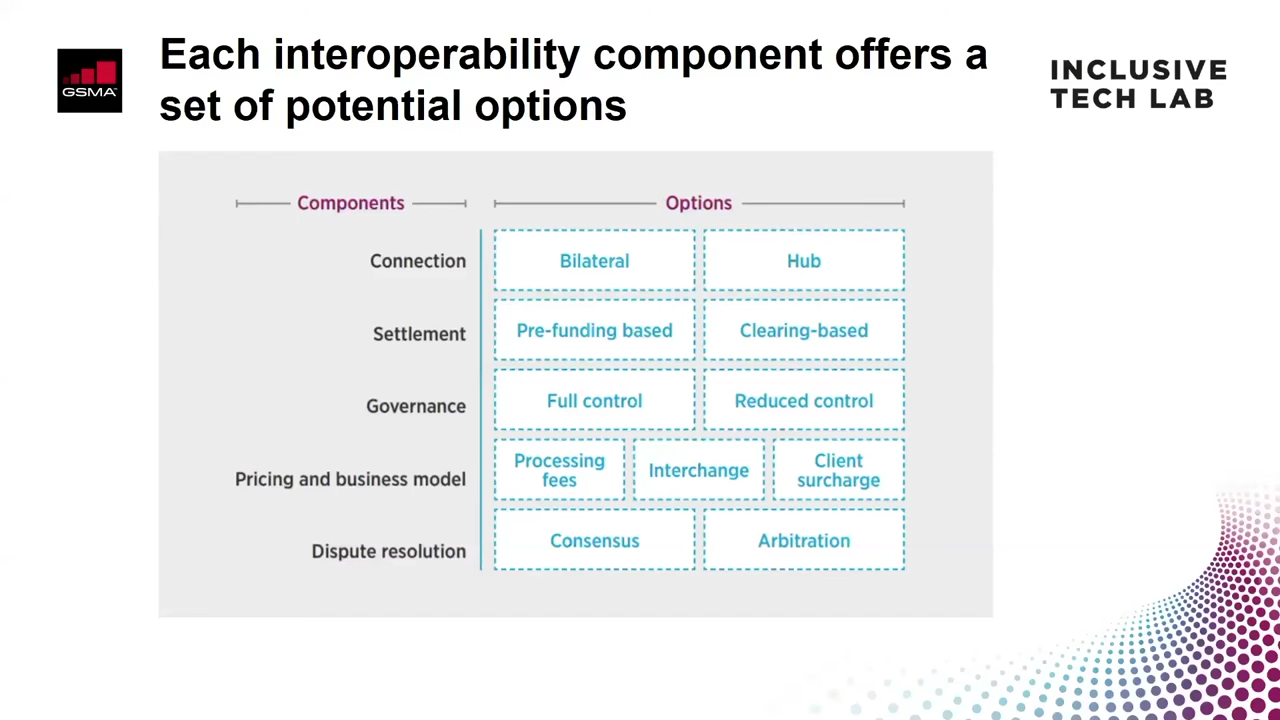 Each interoperability component offers a
set of potential options
GSMA™
INCLUSIVE
TECH LAB
Components
Options
Connection
Bilateral
Hub
Settlement
Pre-funding based
Clearing-based
Governance
Full control
Reduced control
Pricing and business model
Processing
fees
Interchange
Client
surcharge
Dispute resolution
Consensus
Arbitration